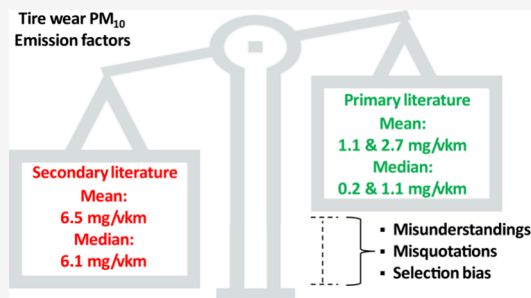 Tire wear PM₁₀
Emission factors
Secondary literature
Mean:
6.5 mg/vkm
Median:
6.1 mg/vkm
Primary literature
Mean:
1.1 & 2.7 mg/vkm
Median:
0.2 & 1.1 mg/vkm
▪ Misunderstandings
▪ Misquotations
▪ Selection bias